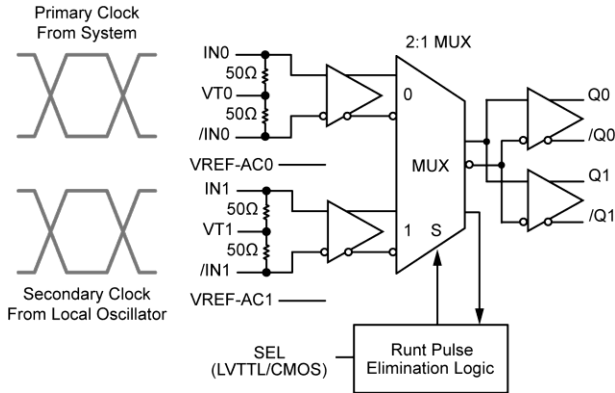 Primary Clock
From System
IN0
50Ω
VT0
50Ω
/IN0
VREF-AC0
IN1
50Ω
VT1
50Ω
/IN1
VREF-AC1
Secondary Clock
From Local Oscillator
2:1 MUX
0
MUX
1 S
Q0
/Q0
Q1
/Q1
SEL
(LVTTL/CMOS)
Runt Pulse
Elimination Logic